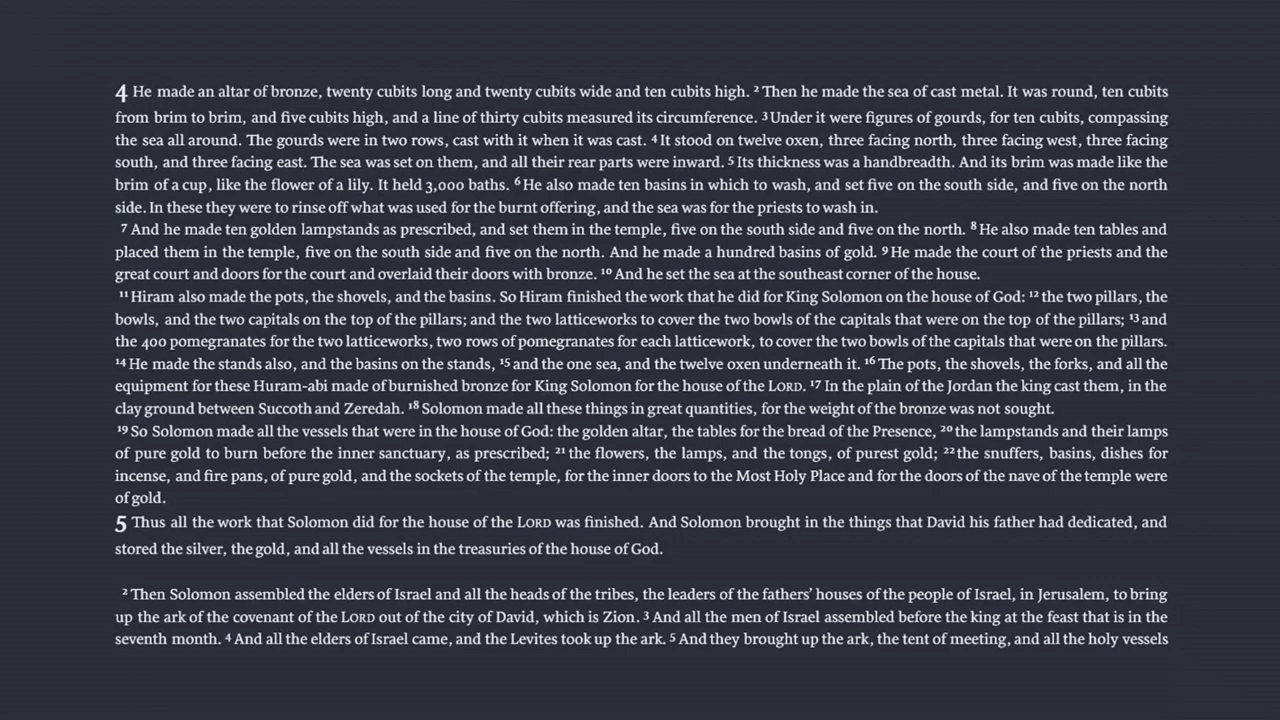 4 He made an altar of bronze, twenty cubits long and twenty cubits wide and ten cubits high. ² Then he made the sea of cast metal. It was round, ten cubits
from brim to brim, and five cubits high, and a line of thirty cubits measured its circumference. ³ Under it were figures of gourds, for ten cubits, compassing
the sea all around. The gourds were in two rows, cast with it when it was cast. ⁴ It stood on twelve oxen, three facing north, three facing west, three facing
south, and three facing east. The sea was set on them, and all their rear parts were inward. ⁵ Its thickness was a handbreadth. And its brim was made like the
brim of a cup, like the flower of a lily. It held 3,000 baths. ⁶ He also made ten basins in which to wash, and set five on the south side, and five on the north
side. In these they were to rinse off what was used for the burnt offering, and the sea was for the priests to wash in.
⁷ And he made ten golden lampstands as prescribed, and set them in the temple, five on the south side and five on the north. ⁸ He also made ten tables and
placed them in the temple, five on the south side and five on the north. And he made a hundred basins of gold. ⁹ He made the court of the priests and the
great court and doors for the court and overlaid their doors with bronze. ¹⁰ And he set the sea at the southeast corner of the house.
¹¹ Hiram also made the pots, the shovels, and the basins. So Hiram finished the work that he did for King Solomon on the house of God: ¹² the two pillars, the
bowls, and the two capitals on the top of the pillars; and the two latticeworks to cover the two bowls of the capitals that were on the top of the pillars; ¹³ and
the 400 pomegranates for the two latticeworks, two rows of pomegranates for each latticework, to cover the two bowls of the capitals that were on the pillars.
¹⁴ He made the stands also, and the basins on the stands, ¹⁵ and the one sea, and the twelve oxen underneath it. ¹⁶ The pots, the shovels, the forks, and all the
equipment for these Huram-abi made of burnished bronze for King Solomon for the house of the LORD. ¹⁷ In the plain of the Jordan the king cast them, in the
clay ground between Succoth and Zeredah. ¹⁸ Solomon made all these things in great quantities, for the weight of the bronze was not sought.
¹⁹ So Solomon made all the vessels that were in the house of God: the golden altar, the tables for the bread of the Presence, ²⁰ the lampstands and their lamps
of pure gold to burn before the inner sanctuary, as prescribed; ²¹ the flowers, the lamps, and the tongs, of purest gold; ²² the snuffers, basins, dishes for
incense, and fire pans, of pure gold, and the sockets of the temple, for the inner doors to the Most Holy Place and for the doors of the nave of the temple were
of gold.
5 Thus all the work that Solomon did for the house of the LORD was finished. And Solomon brought in the things that David his father had dedicated, and
stored the silver, the gold, and all the vessels in the treasuries of the house of God.
² Then Solomon assembled the elders of Israel and all the heads of the tribes, the leaders of the fathers’ houses of the people of Israel, in Jerusalem, to bring
up the ark of the covenant of the LORD out of the city of David, which is Zion. ³ And all the men of Israel assembled before the king at the feast that is in the
seventh month. ⁴ And all the elders of Israel came, and the Levites took up the ark. ⁵ And they brought up the ark, the tent of meeting, and all the holy vessels